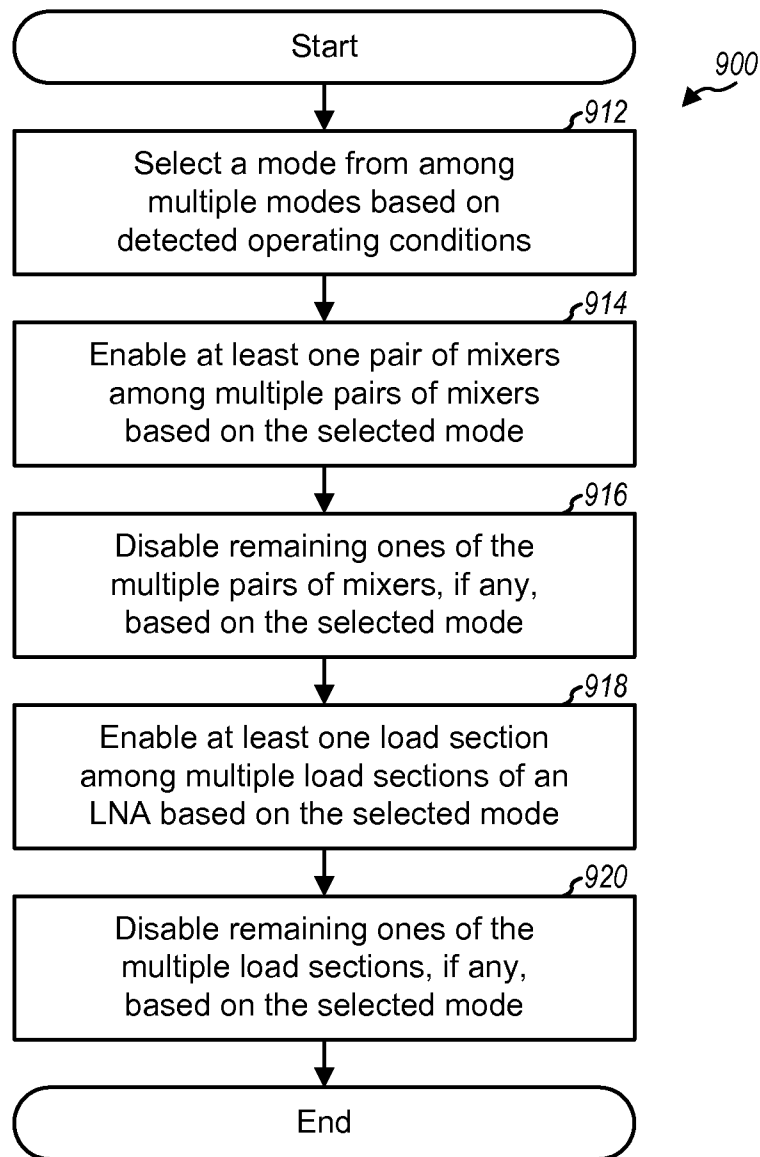 Start
900
912
Select a mode from among
multiple modes based on
detected operating conditions
914
Enable at least one pair of mixers
among multiple pairs of mixers
based on the selected mode
916
Disable remaining ones of the
multiple pairs of mixers, if any,
based on the selected mode
918
Enable at least one load section
among multiple load sections of an
LNA based on the selected mode
920
Disable remaining ones of the
multiple load sections, if any,
based on the selected mode
End